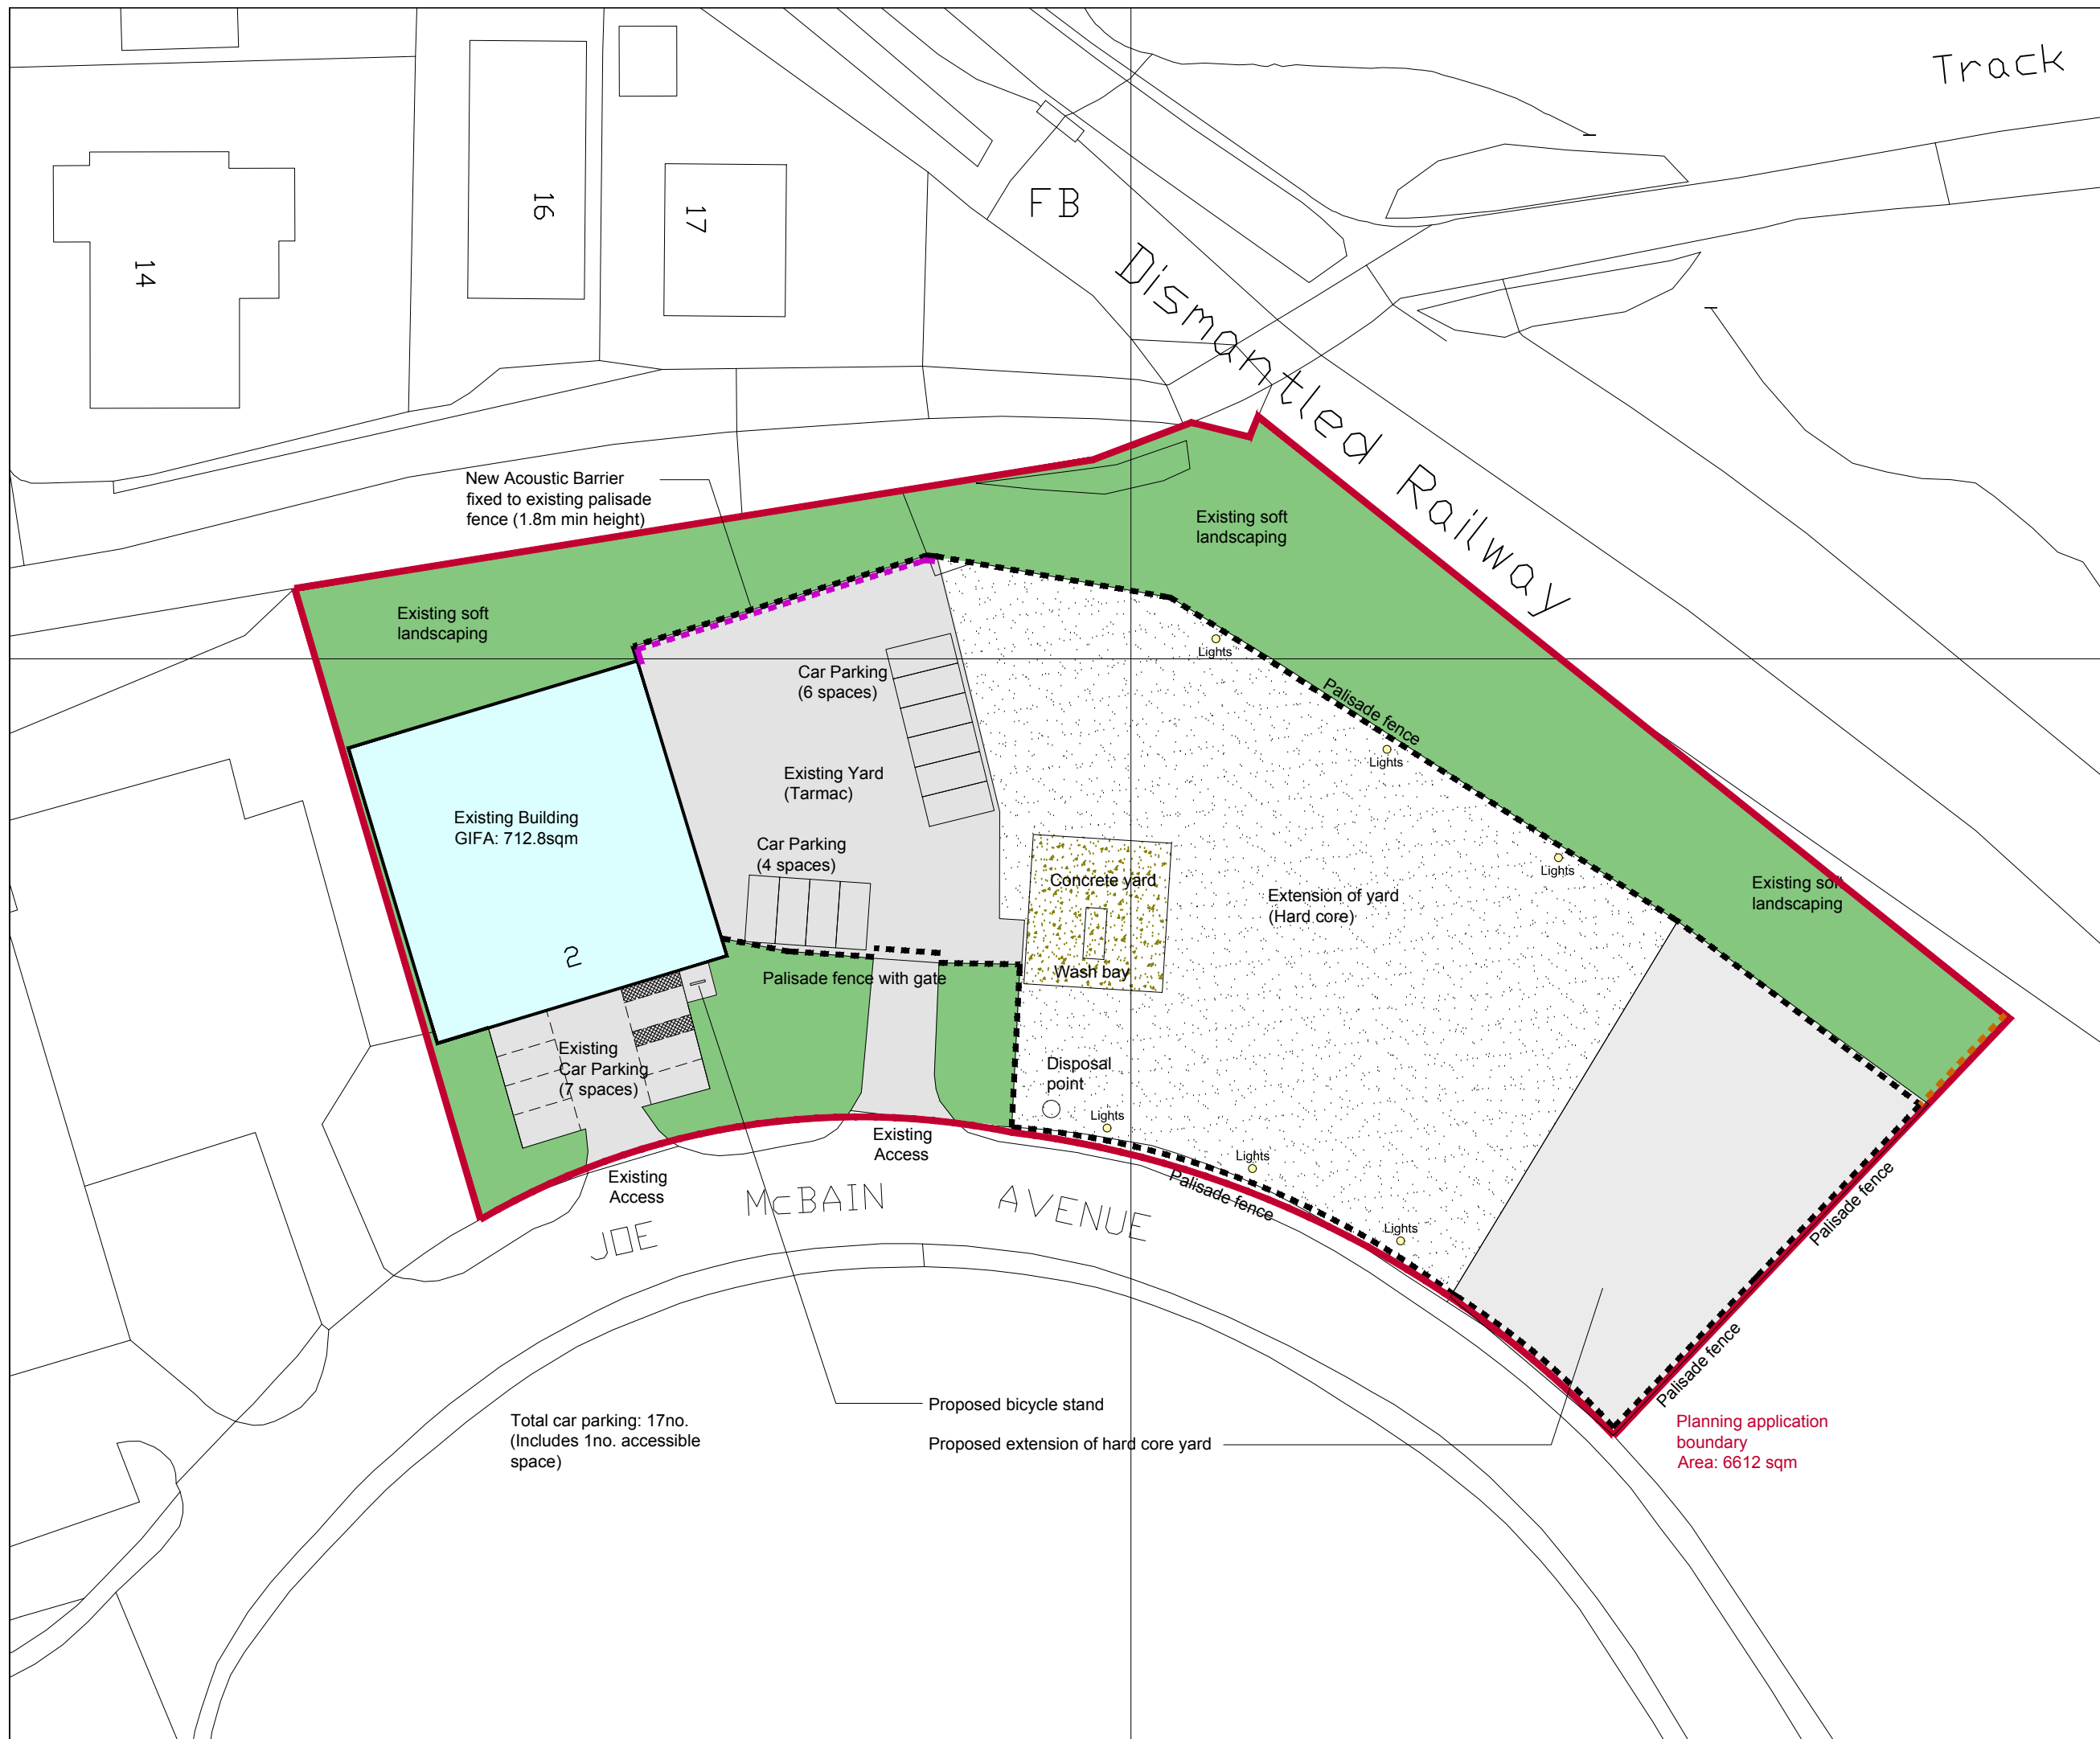 Track
16
17
FB
14
Dismantled Railway
New Acoustic Barrier
fixed to existing palisade
fence (1.8m min height)
Existing soft
landscaping
Existing soft
landscaping
Lights
Car Parking
(6 spaces)
Palisade fence
Lights
Existing Yard
(Tarmac)
Existing Building
GIFA: 712.8sqm
Car Parking
(4 spaces)
Lights
Concrete yard
Extension of yard
(Hard core)
Existing soft
landscaping
2
Wash bay
Palisade fence with gate
Existing
Car Parking
(7 spaces)
Disposal
point
Lights
Existing
Access
Lights
Existing
Access
Palisade fence
Palisade fence
JOE McBAIN AVENUE
Lights
Palisade fence
Proposed bicycle stand
Total car parking: 17no.
(Includes 1no. accessible
space)
Proposed extension of hard core yard
Planning application
boundary
Area: 6612 sqm